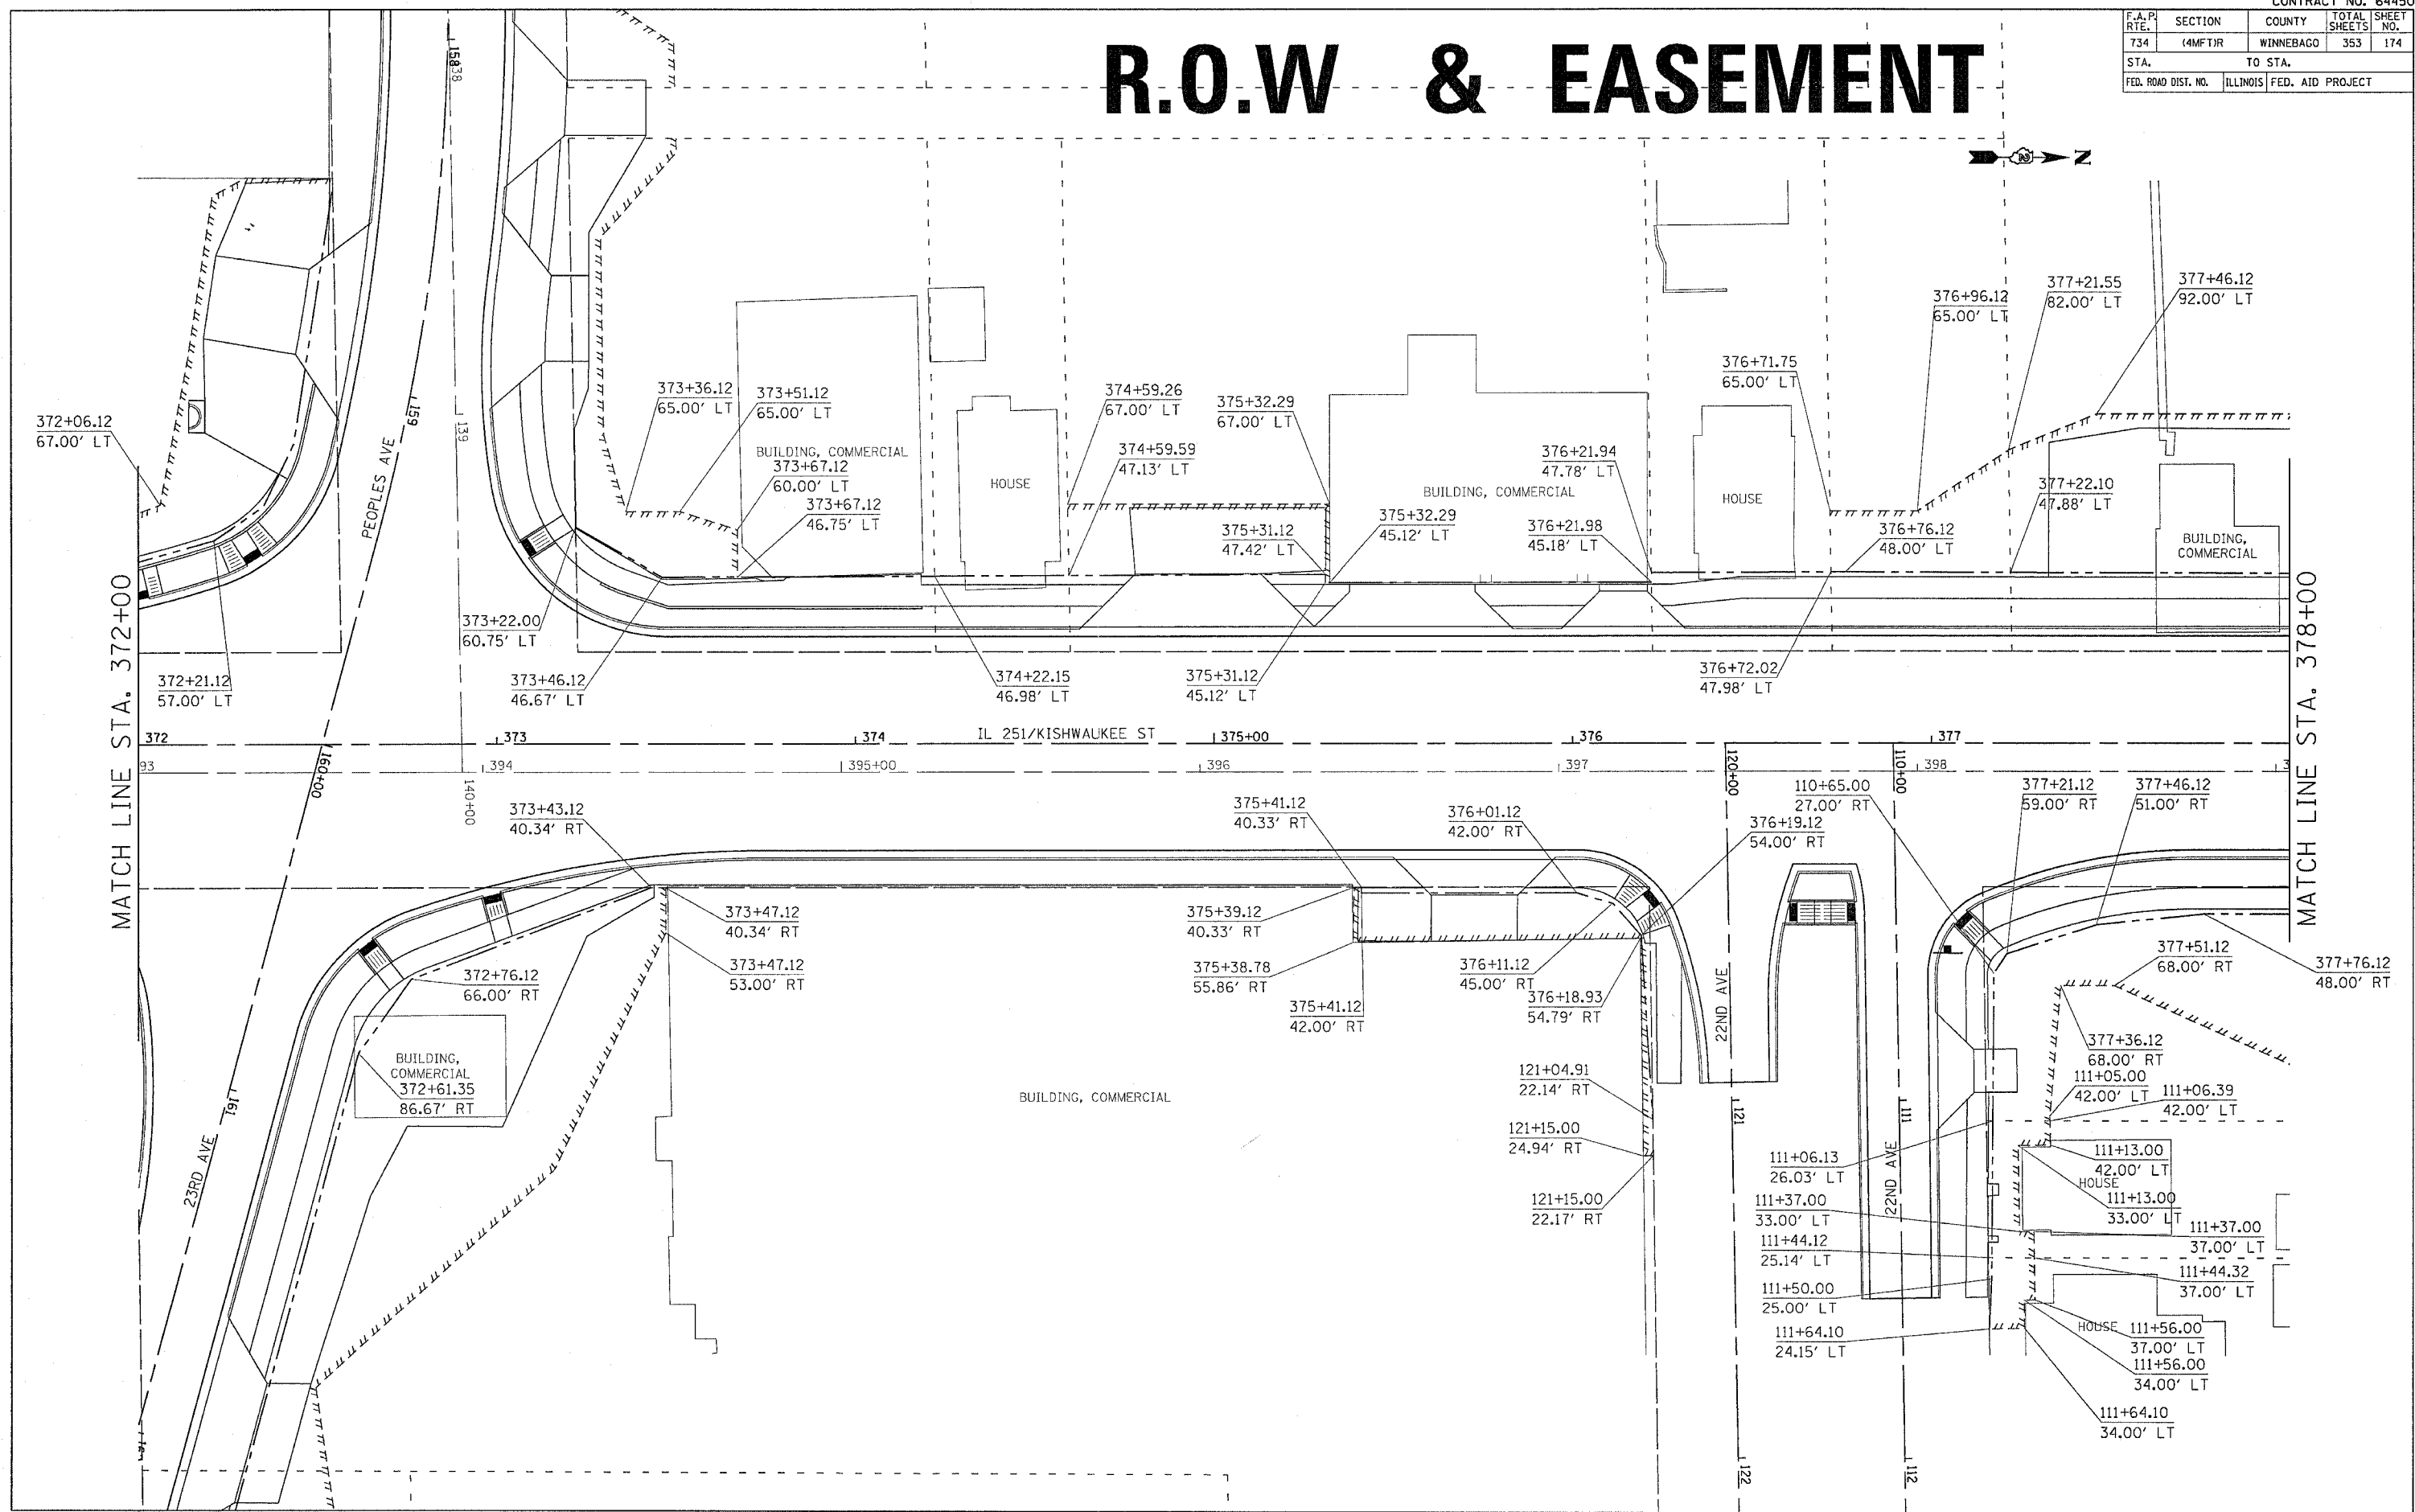 CONTRACT NO. 64450
F.A.P. RTE. SECTION COUNTY TOTAL SHEETS SHEET NO.
734 (4MFT)R WINNEBAGO 353 174
STA. TO STA.
FED. ROAD DIST. NO. ILLINOIS FED. AID PROJECT
R.O.W & EASEMENT
N
158
138
159
139
PEOPLES AVE
372+06.12
67.00' LT
373+36.12
65.00' LT
373+51.12
65.00' LT
BUILDING, COMMERCIAL
373+67.12
60.00' LT
373+67.12
46.75' LT
HOUSE
374+59.26
67.00' LT
374+59.59
47.13' LT
375+32.29
67.00' LT
375+31.12
47.42' LT
375+32.29
45.12' LT
BUILDING, COMMERCIAL
376+21.94
47.78' LT
376+21.98
45.18' LT
376+71.75
65.00' LT
HOUSE
376+96.12
65.00' LT
377+21.55
82.00' LT
377+46.12
92.00' LT
377+22.10
47.88' LT
376+76.12
48.00' LT
BUILDING,
COMMERCIAL
MATCH LINE STA. 372+00
MATCH LINE STA. 378+00
372+21.12
57.00' LT
373+22.00
60.75' LT
373+46.12
46.67' LT
374+22.15
46.98' LT
375+31.12
45.12' LT
376+72.02
47.98' LT
372
373
374
IL 251/KISHWAUKEE ST
375+00
376
377
93
394
395+00
396
397
398
3
160+00
140+00
120+00
110+00
373+43.12
40.34' RT
375+41.12
40.33' RT
376+01.12
42.00' RT
376+19.12
54.00' RT
110+65.00
27.00' RT
377+21.12
59.00' RT
377+46.12
51.00' RT
373+47.12
40.34' RT
373+47.12
53.00' RT
372+76.12
66.00' RT
375+39.12
40.33' RT
375+38.78
55.86' RT
375+41.12
42.00' RT
376+11.12
45.00' RT
376+18.93
54.79' RT
377+51.12
68.00' RT
377+76.12
48.00' RT
22ND AVE
BUILDING,
COMMERCIAL
372+61.35
86.67' RT
BUILDING, COMMERCIAL
121+04.91
22.14' RT
121+15.00
24.94' RT
121+15.00
22.17' RT
377+36.12
68.00' RT
111+05.00
42.00' LT
111+06.39
42.00' LT
161
23RD AVE
121
111
22ND AVE
111+06.13
26.03' LT
111+13.00
42.00' LT
HOUSE
111+13.00
33.00' LT
111+37.00
33.00' LT
111+37.00
37.00' LT
111+44.12
25.14' LT
111+44.32
37.00' LT
111+50.00
25.00' LT
111+64.10
24.15' LT
HOUSE
111+56.00
37.00' LT
111+56.00
34.00' LT
111+64.10
34.00' LT
122
112